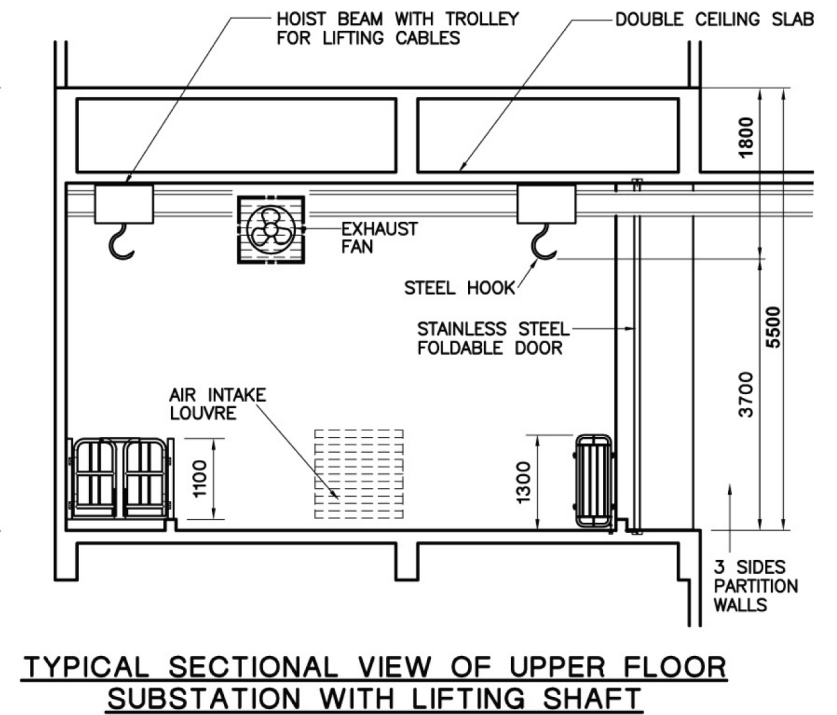 HOIST BEAM WITH TROLLEY
FOR LIFTING CABLES
DOUBLE CEILING SLAB
1800
EXHAUST
FAN
STEEL HOOK
STAINLESS STEEL
FOLDABLE DOOR
5500
3700
AIR INTAKE
LOUVRE
1100
1300
3 SIDES
PARTITION
WALLS
TYPICAL SECTIONAL VIEW OF UPPER FLOOR
SUBSTATION WITH LIFTING SHAFT